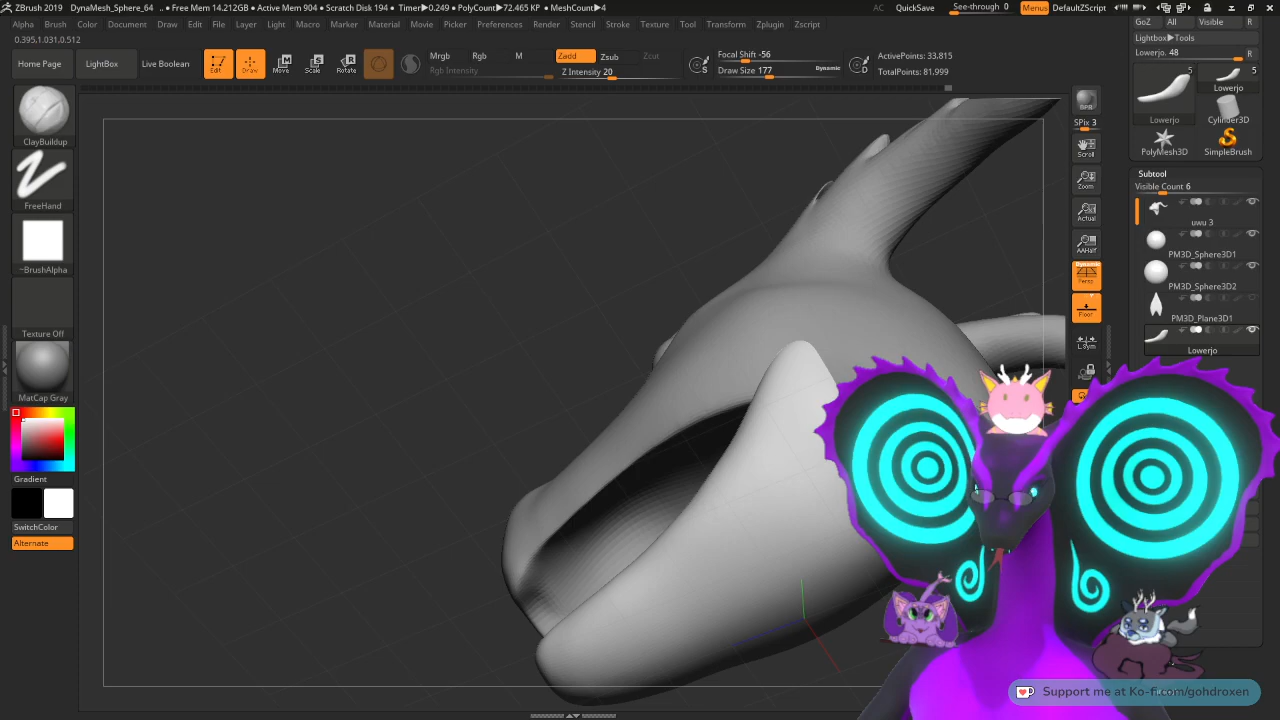 ZBrush 2019 DynaMesh_Sphere_64 .. • Free Mem 14.212GB • Active Mem 904 • Scratch Disk 194 • Timer▶0.249 • PolyCount▶72.465 KP • MeshCount▶4 AC QuickSave See-through 0 Menus DefaultZScript
Alpha Brush Color Document Draw Edit File Layer Light Macro Marker Material Movie Picker Preferences Render Stencil Stroke Texture Tool Transform Zplugin Zscript
0.395,1.031,0.512
GoZ All Visible R
Lightbox▶Tools
Lowerjo. 48 R
Home Page LightBox Live Boolean
Edit Draw Move Scale Rotate
Mrgb Rgb M
Rgb Intensity
Zadd Zsub Zcut
Z Intensity 20
S
Focal Shift -56
Draw Size 177 Dynamic
D
ActivePoints: 33.815
TotalPoints: 81.999
ClayBuildup
FreeHand
~BrushAlpha
Texture Off
MatCap Gray
Gradient
SwitchColor
Alternate
BPR
SPix 3
Scroll
Zoom
Actual
AAHalf
Dynamic
Persp
Floor
L.Sym
5
Lowerjo
5
Lowerjo
Cylinder3D
PolyMesh3D SimpleBrush
Subtool
Visible Count 6
uwu 3
PM3D_Sphere3D1
PM3D_Sphere3D2
PM3D_Plane3D1
Lowerjo
Support me at Ko-fi.com/gohdroxen